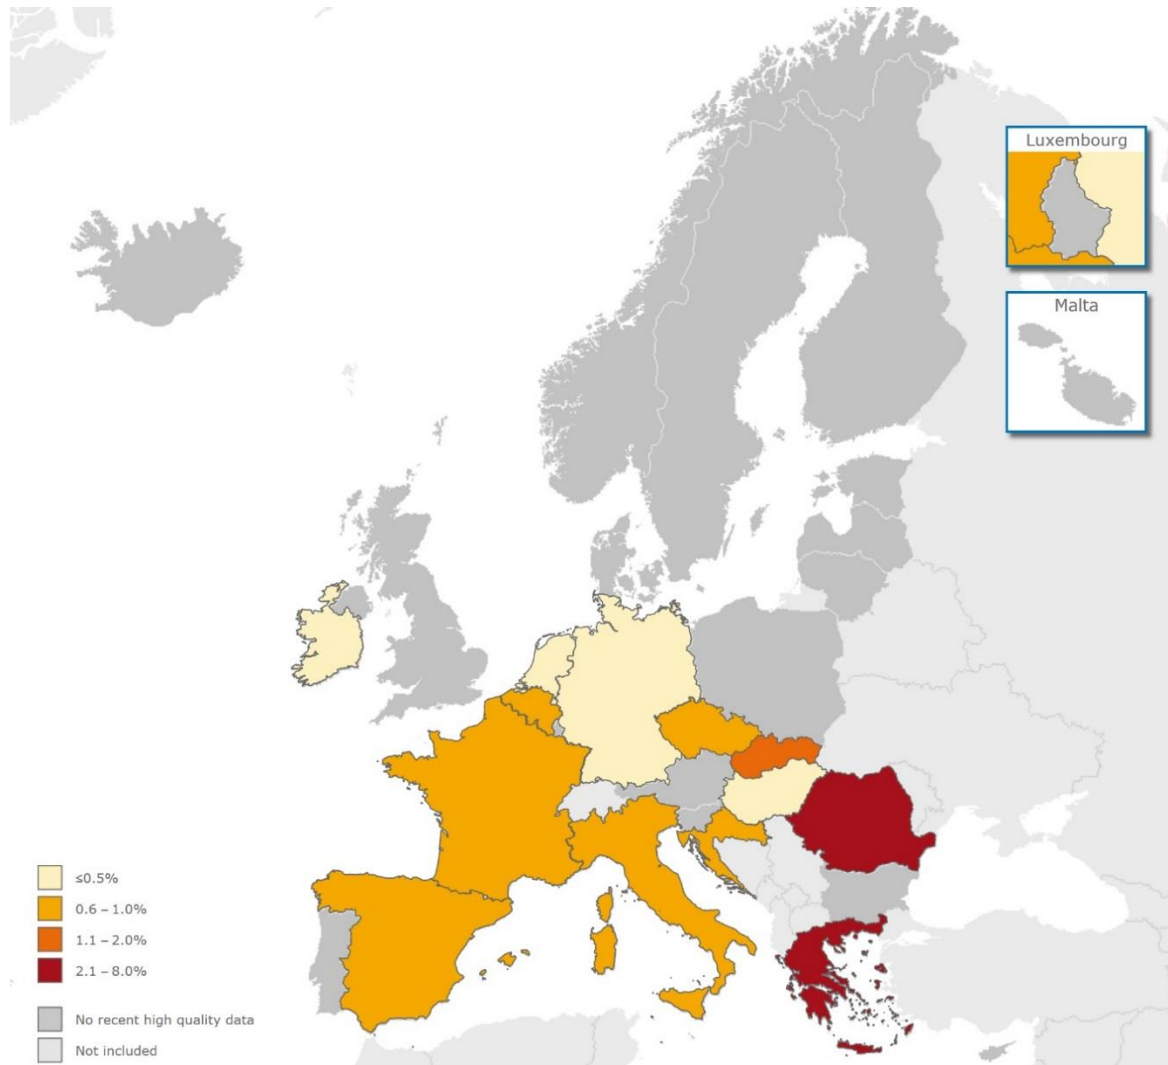 Luxembourg
Malta
≤0.5%
0.6 – 1.0%
1.1 – 2.0%
2.1 – 8.0%
No recent high quality data
Not included